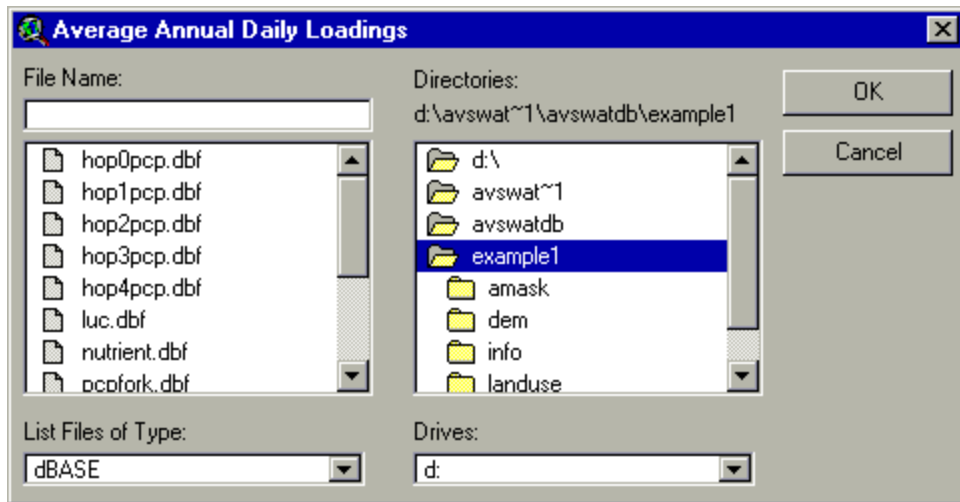 Average Annual Daily Loadings
File Name:
hop0pcp.dbf
hop1pcp.dbf
hop2pcp.dbf
hop3pcp.dbf
hop4pcp.dbf
luc.dbf
nutrient.dbf
pcpfork.dbf
List Files of Type:
dBASE
Directories:
d:\avswat~1\avswatdb\example1
d:\
avswat~1
avswatdb
example1
amask
dem
info
landuse
Drives:
d:
OK
Cancel